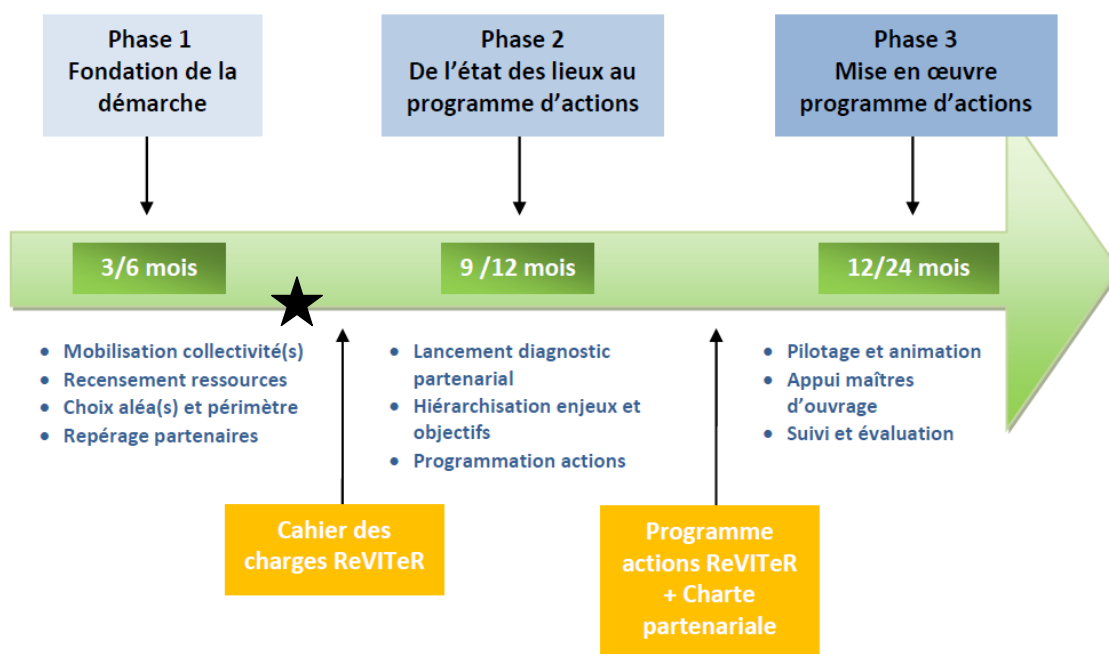 Phase 1
Fondation de la
démarche
Phase 2
De l'état des lieux au
programme d'actions
Phase 3
Mise en œuvre
programme d'actions
3/6 mois
9 /12 mois
12/24 mois
• Mobilisation collectivité(s)
• Recensement ressources
• Choix aléa(s) et périmètre
• Repérage partenaires
• Lancement diagnostic
partenarial
• Hiérarchisation enjeux et
objectifs
• Programmation actions
• Pilotage et animation
• Appui maîtres
d'ouvrage
• Suivi et évaluation
Cahier des
charges ReVITeR
Programme
actions ReVITeR
+ Charte
partenariale